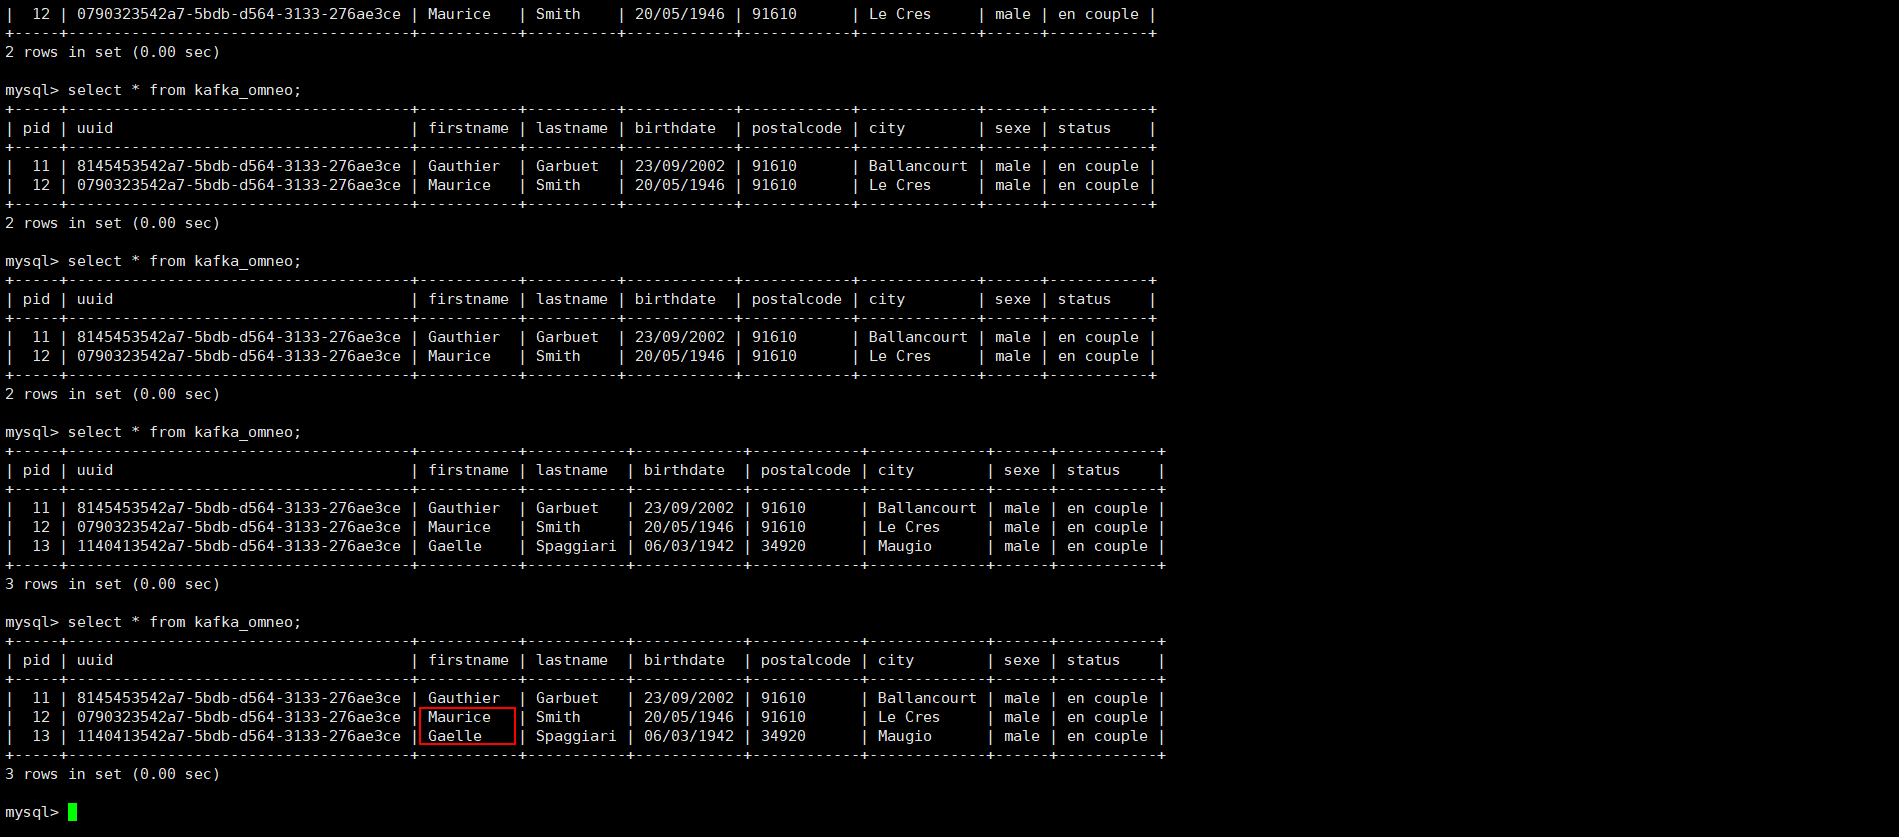 |  12 | 0790323542a7-5bdb-d564-3133-276ae3ce | Maurice   | Smith    | 20/05/1946 | 91610      | Le Cres     | male | en couple |
+-----+--------------------------------------+-----------+----------+------------+------------+-------------+------+-----------+
2 rows in set (0.00 sec)

mysql> select * from kafka_omneo;
+-----+--------------------------------------+-----------+----------+------------+------------+-------------+------+-----------+
| pid | uuid                                 | firstname | lastname | birthdate  | postalcode | city        | sexe | status    |
+-----+--------------------------------------+-----------+----------+------------+------------+-------------+------+-----------+
|  11 | 8145453542a7-5bdb-d564-3133-276ae3ce | Gauthier  | Garbuet  | 23/09/2002 | 91610      | Ballancourt | male | en couple |
|  12 | 0790323542a7-5bdb-d564-3133-276ae3ce | Maurice   | Smith    | 20/05/1946 | 91610      | Le Cres     | male | en couple |
+-----+--------------------------------------+-----------+----------+------------+------------+-------------+------+-----------+
2 rows in set (0.00 sec)

mysql> select * from kafka_omneo;
+-----+--------------------------------------+-----------+----------+------------+------------+-------------+------+-----------+
| pid | uuid                                 | firstname | lastname | birthdate  | postalcode | city        | sexe | status    |
+-----+--------------------------------------+-----------+----------+------------+------------+-------------+------+-----------+
|  11 | 8145453542a7-5bdb-d564-3133-276ae3ce | Gauthier  | Garbuet  | 23/09/2002 | 91610      | Ballancourt | male | en couple |
|  12 | 0790323542a7-5bdb-d564-3133-276ae3ce | Maurice   | Smith    | 20/05/1946 | 91610      | Le Cres     | male | en couple |
+-----+--------------------------------------+-----------+----------+------------+------------+-------------+------+-----------+
2 rows in set (0.00 sec)

mysql> select * from kafka_omneo;
+-----+--------------------------------------+-----------+-----------+------------+------------+-------------+------+-----------+
| pid | uuid                                 | firstname | lastname  | birthdate  | postalcode | city        | sexe | status    |
+-----+--------------------------------------+-----------+-----------+------------+------------+-------------+------+-----------+
|  11 | 8145453542a7-5bdb-d564-3133-276ae3ce | Gauthier  | Garbuet   | 23/09/2002 | 91610      | Ballancourt | male | en couple |
|  12 | 0790323542a7-5bdb-d564-3133-276ae3ce | Maurice   | Smith     | 20/05/1946 | 91610      | Le Cres     | male | en couple |
|  13 | 1140413542a7-5bdb-d564-3133-276ae3ce | Gaelle    | Spaggiari | 06/03/1942 | 34920      | Maugio      | male | en couple |
+-----+--------------------------------------+-----------+-----------+------------+------------+-------------+------+-----------+
3 rows in set (0.00 sec)

mysql> select * from kafka_omneo;
+-----+--------------------------------------+-----------+-----------+------------+------------+-------------+------+-----------+
| pid | uuid                                 | firstname | lastname  | birthdate  | postalcode | city        | sexe | status    |
+-----+--------------------------------------+-----------+-----------+------------+------------+-------------+------+-----------+
|  11 | 8145453542a7-5bdb-d564-3133-276ae3ce | Gauthier  | Garbuet   | 23/09/2002 | 91610      | Ballancourt | male | en couple |
|  12 | 0790323542a7-5bdb-d564-3133-276ae3ce | Maurice   | Smith     | 20/05/1946 | 91610      | Le Cres     | male | en couple |
|  13 | 1140413542a7-5bdb-d564-3133-276ae3ce | Gaelle    | Spaggiari | 06/03/1942 | 34920      | Maugio      | male | en couple |
+-----+--------------------------------------+-----------+-----------+------------+------------+-------------+------+-----------+
3 rows in set (0.00 sec)

mysql>